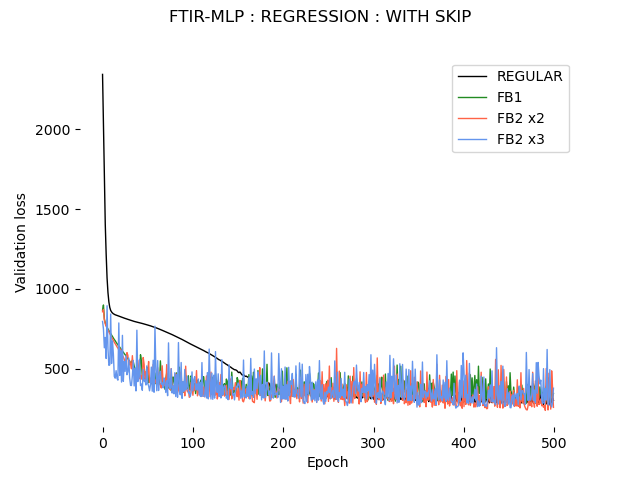 FTIR-MLP : REGRESSION : WITH SKIP
REGULAR
FB1
FB2 x2
FB2 x3
Validation loss
2000
1500
1000
500
0
100
200
300
400
500
Epoch